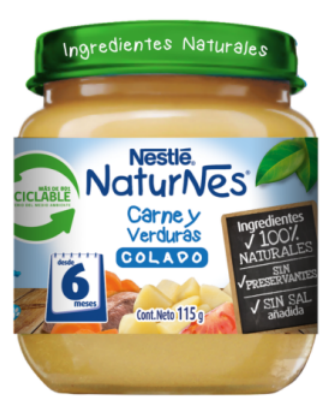 Ingredientes Naturales
Nestlé®
NaturNes®
Carne y
Verduras
COLADO
MÁS DE 90%
CICLABLE
desde
6
meses
Ingredientes
✓ 100%
NATURALES
SIN
✓ PRESERVANTES
✓ SIN SAL
añadida
Cont.Neto 115 g